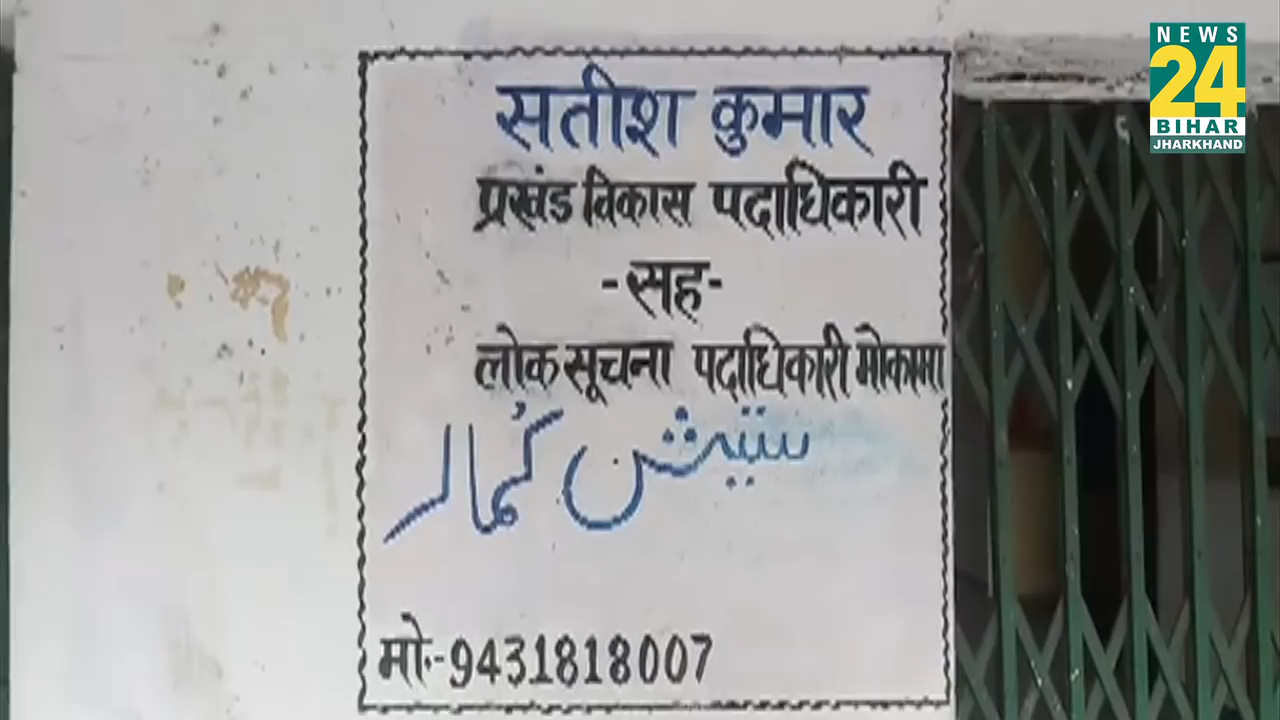 सतीश कुमार
प्रखंड विकास पदाधिकारी
-सह-
लोक सूचना पदाधिकारी मोकामा
ستیش کمار
मो.-9431818007
NEWS
24
BIHAR
JHARKHAND